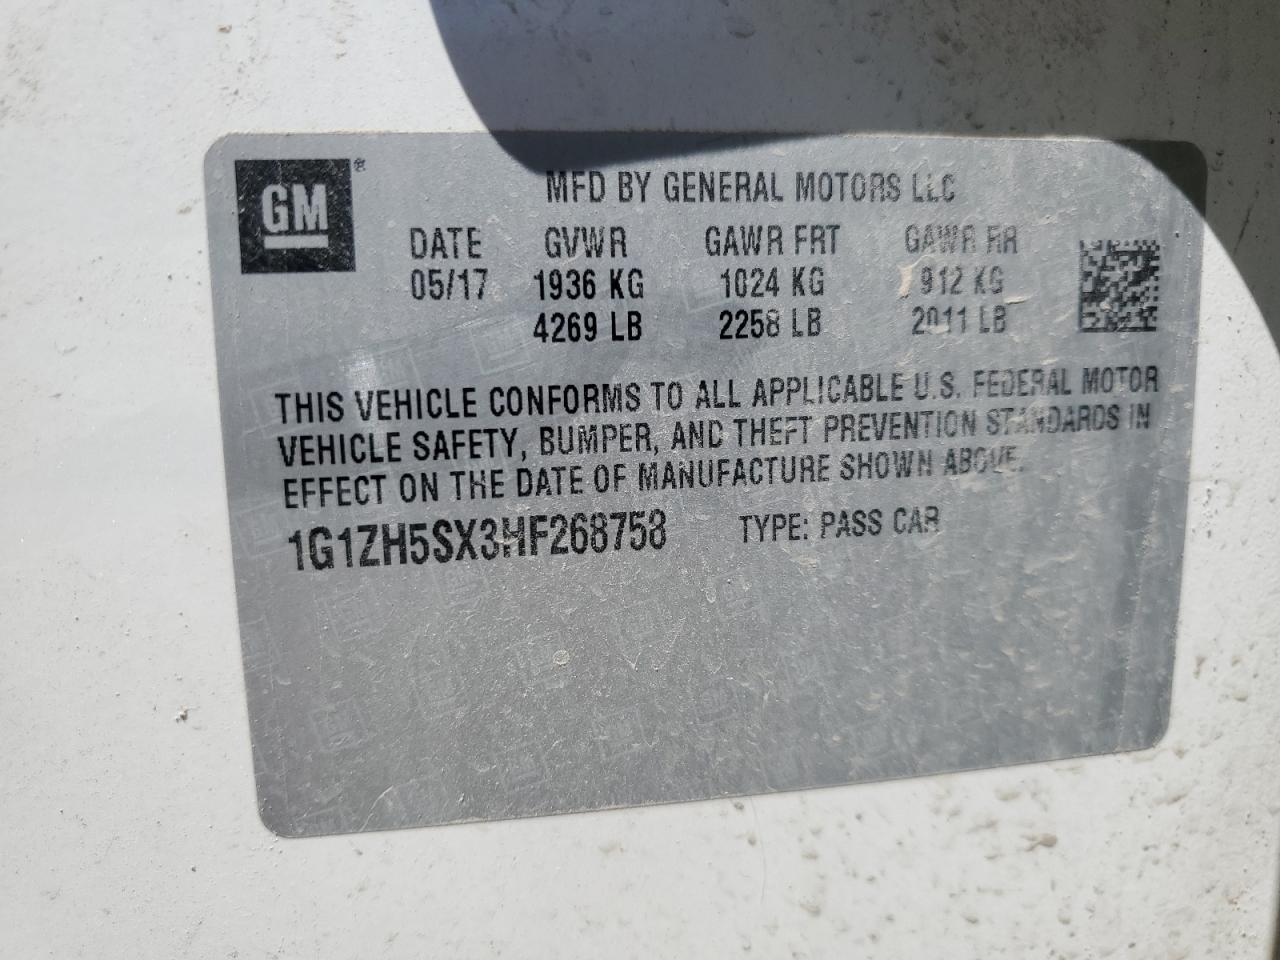 GM
MFD BY GENERAL MOTORS LLC
DATE GVWR GAWR FRT GAWR RR
05/17 1936 KG 1024 KG 912 KG
4269 LB 2258 LB 2011 LB
THIS VEHICLE CONFORMS TO ALL APPLICABLE U.S. FEDERAL MOTOR
VEHICLE SAFETY, BUMPER, AND THEFT PREVENTION STANDARDS IN
EFFECT ON THE DATE OF MANUFACTURE SHOWN ABOVE.
1G1ZH5SX3HF268758 TYPE: PASS CAR